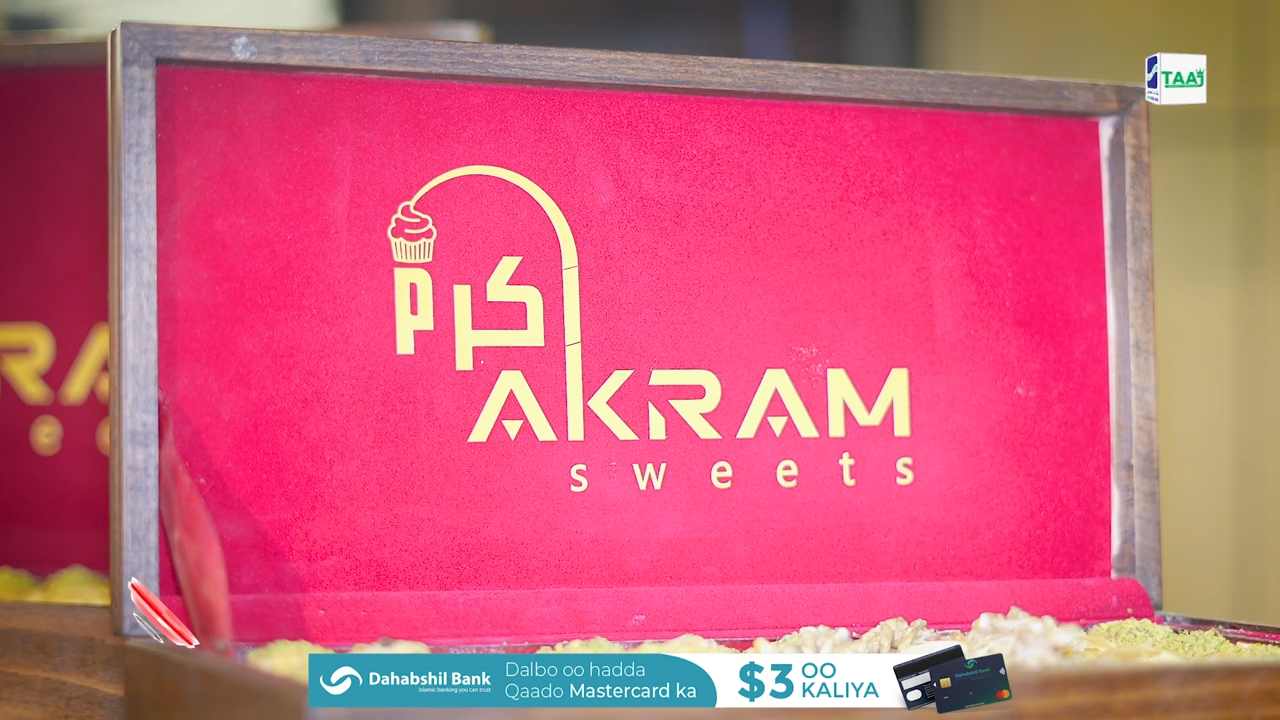 TAAJ
كرم
AKRAM
sweets
RA
Dahabshil Bank
Islamic banking you can trust
Dalbo oo hadda
Qaado Mastercard ka
$3 OO
KALIYA